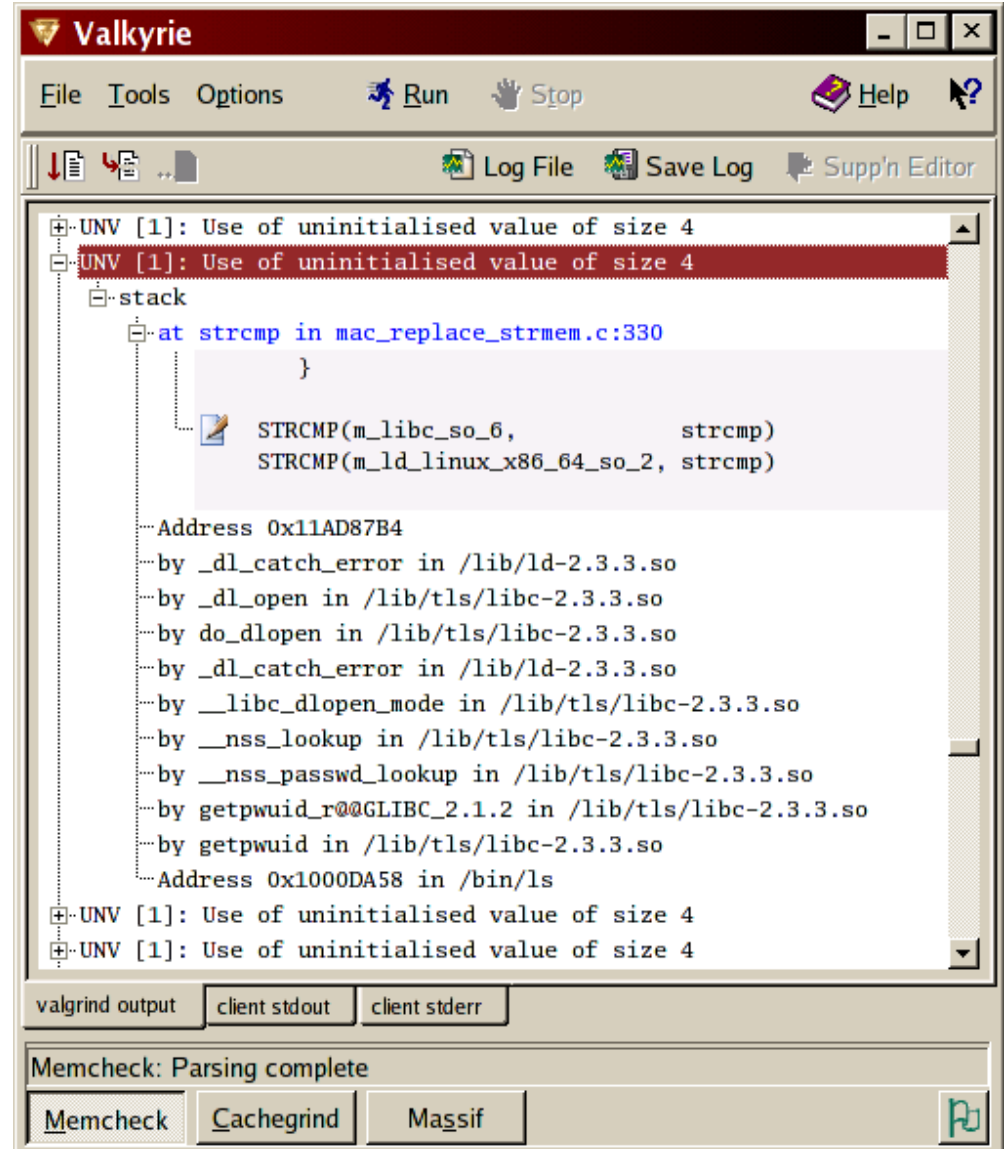 Valkyrie
File Tools Options Run Stop Help
Log File Save Log Supp'n Editor
UNV [1]: Use of uninitialised value of size 4
UNV [1]: Use of uninitialised value of size 4
stack
at strcmp in mac_replace_strmem.c:330
}
STRCMP(m_libc_so_6, strcmp)
STRCMP(m_ld_linux_x86_64_so_2, strcmp)
Address 0x11AD87B4
by _dl_catch_error in /lib/ld-2.3.3.so
by _dl_open in /lib/tls/libc-2.3.3.so
by do_dlopen in /lib/tls/libc-2.3.3.so
by _dl_catch_error in /lib/ld-2.3.3.so
by __libc_dlopen_mode in /lib/tls/libc-2.3.3.so
by __nss_lookup in /lib/tls/libc-2.3.3.so
by __nss_passwd_lookup in /lib/tls/libc-2.3.3.so
by getpwuid_r@@GLIBC_2.1.2 in /lib/tls/libc-2.3.3.so
by getpwuid in /lib/tls/libc-2.3.3.so
Address 0x1000DA58 in /bin/ls
UNV [1]: Use of uninitialised value of size 4
UNV [1]: Use of uninitialised value of size 4
valgrind output client stdout client stderr
Memcheck: Parsing complete
Memcheck Cachegrind Massif